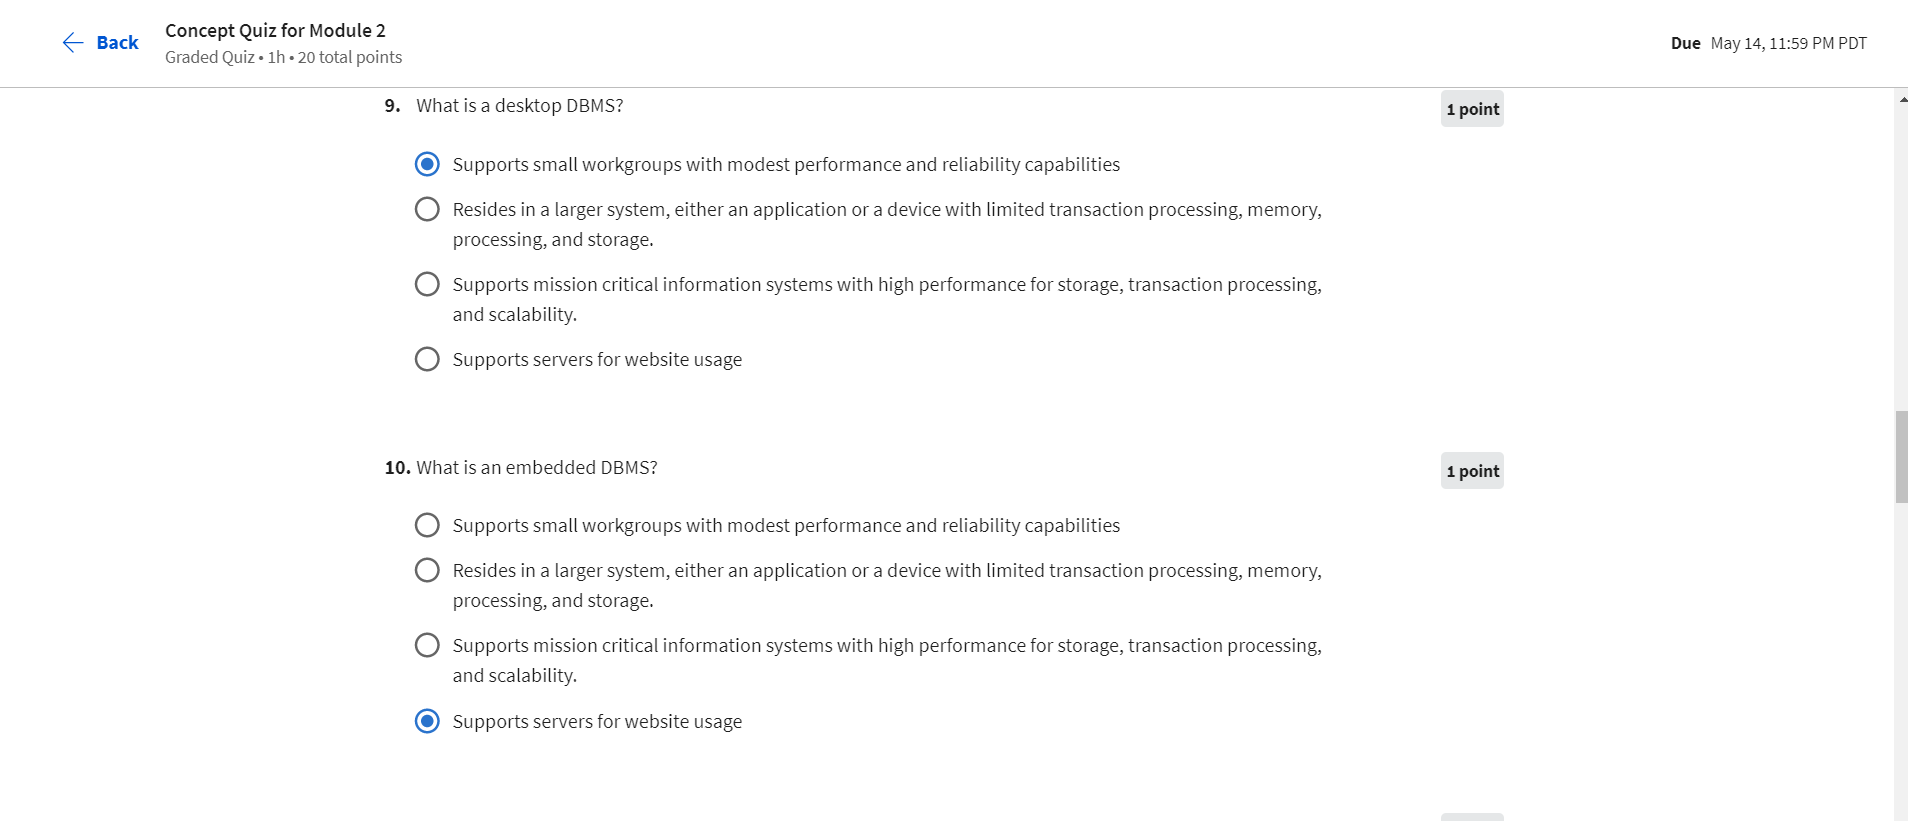 Back
Concept Quiz for Module 2
Graded Quiz • 1h • 20 total points
Due May 14, 11:59 PM PDT
9. What is a desktop DBMS?
1 point
Supports small workgroups with modest performance and reliability capabilities
Resides in a larger system, either an application or a device with limited transaction processing, memory,
processing, and storage.
Supports mission critical information systems with high performance for storage, transaction processing,
and scalability.
Supports servers for website usage
10. What is an embedded DBMS?
1 point
Supports small workgroups with modest performance and reliability capabilities
Resides in a larger system, either an application or a device with limited transaction processing, memory,
processing, and storage.
Supports mission critical information systems with high performance for storage, transaction processing,
and scalability.
Supports servers for website usage